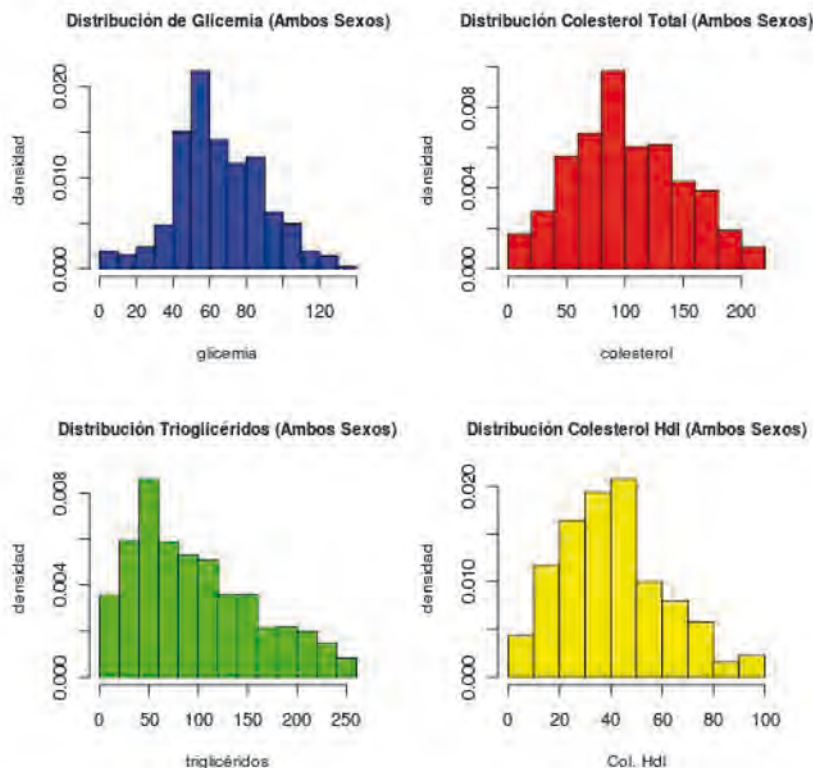 Distribución de Glicemia (Ambos Sexos)
densidad
0.000
0.010
0.020
0 20 40 60 80 120
glicemia
Distribución Colesterol Total (Ambos Sexos)
densidad
0.000
0.004
0.008
0 50 100 150 200
colesterol
Distribución Trioglicéridos (Ambos Sexos)
densidad
0.000
0.004
0.008
0 50 100 150 200 250
triglicéridos
Distribución Colesterol Hdl (Ambos Sexos)
densidad
0.000
0.010
0.020
0 20 40 60 80 100
Col. Hdl